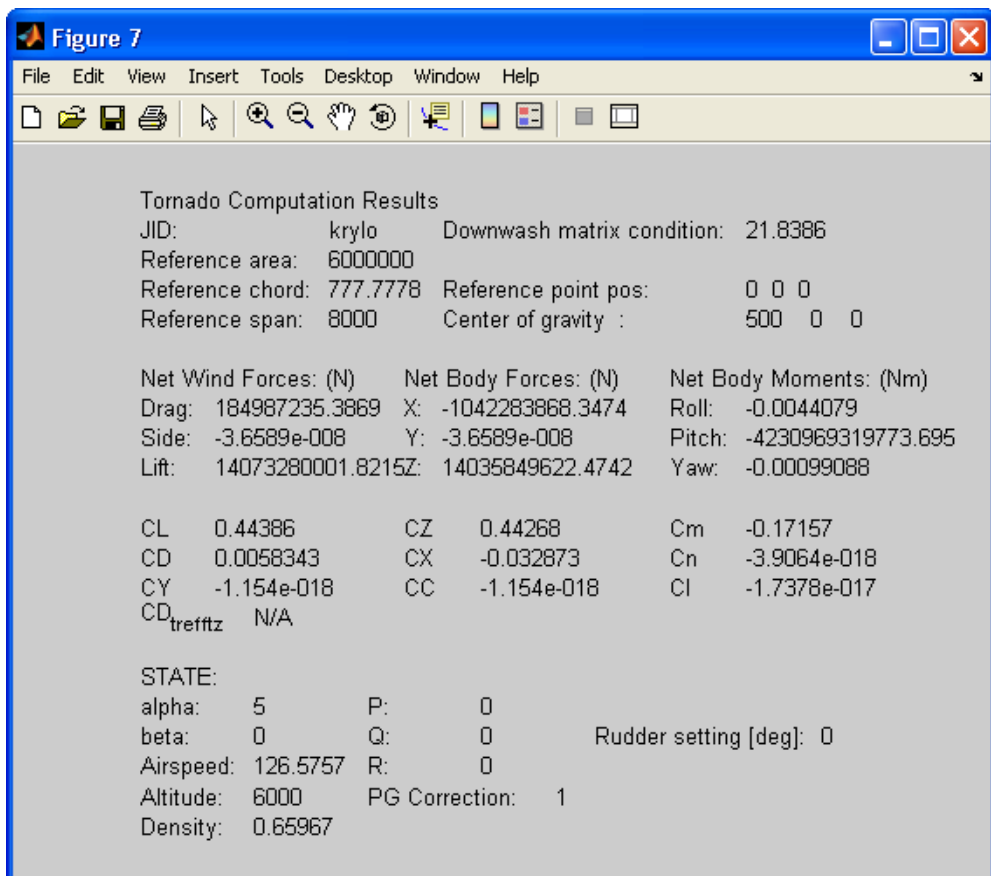 Figure 7
File Edit View Insert Tools Desktop Window Help
Tornado Computation Results
JID: krylo Downwash matrix condition: 21.8386
Reference area: 6000000
Reference chord: 777.7778 Reference point pos: 0 0 0
Reference span: 8000 Center of gravity : 500 0 0
Net Wind Forces: (N) Net Body Forces: (N) Net Body Moments: (Nm)
Drag: 184987235.3869 X: -1042283868.3474 Roll: -0.0044079
Side: -3.6589e-008 Y: -3.6589e-008 Pitch: -4230969319773.695
Lift: 14073280001.8215Z: 14035849622.4742 Yaw: -0.00099088
CL 0.44386 CZ 0.44268 Cm -0.17157
CD 0.0058343 CX -0.032873 Cn -3.9064e-018
CY -1.154e-018 CC -1.154e-018 Cl -1.7378e-017
CDtrefftz N/A
STATE:
alpha: 5 P: 0
beta: 0 Q: 0 Rudder setting [deg]: 0
Airspeed: 126.5757 R: 0
Altitude: 6000 PG Correction: 1
Density: 0.65967